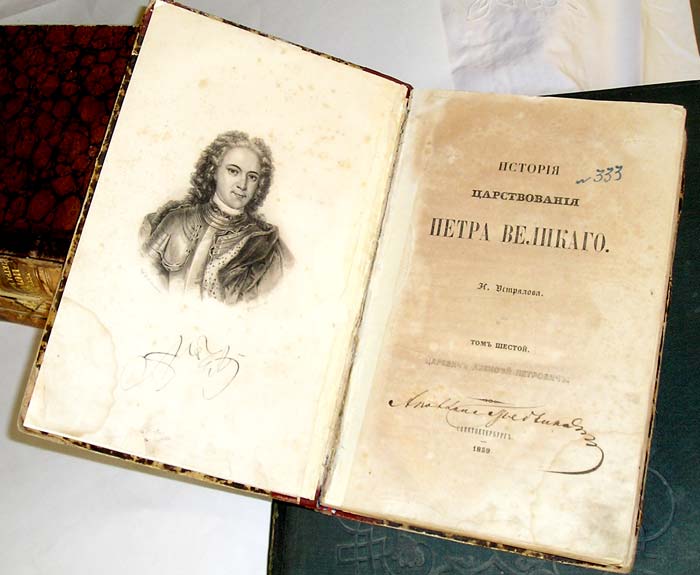 ИСТОРІЯ
№ 333
ЦАРСТВОВАНІЯ
ПЕТРА ВЕЛИКАГО.
Н. Устрялова.
ТОМЪ ШЕСТОЙ.
ЦАРЕВИЧЪ АЛЕКСѢЙ ПЕТРОВИЧЪ.
САНКТПЕТЕРБУРГЪ.
1859